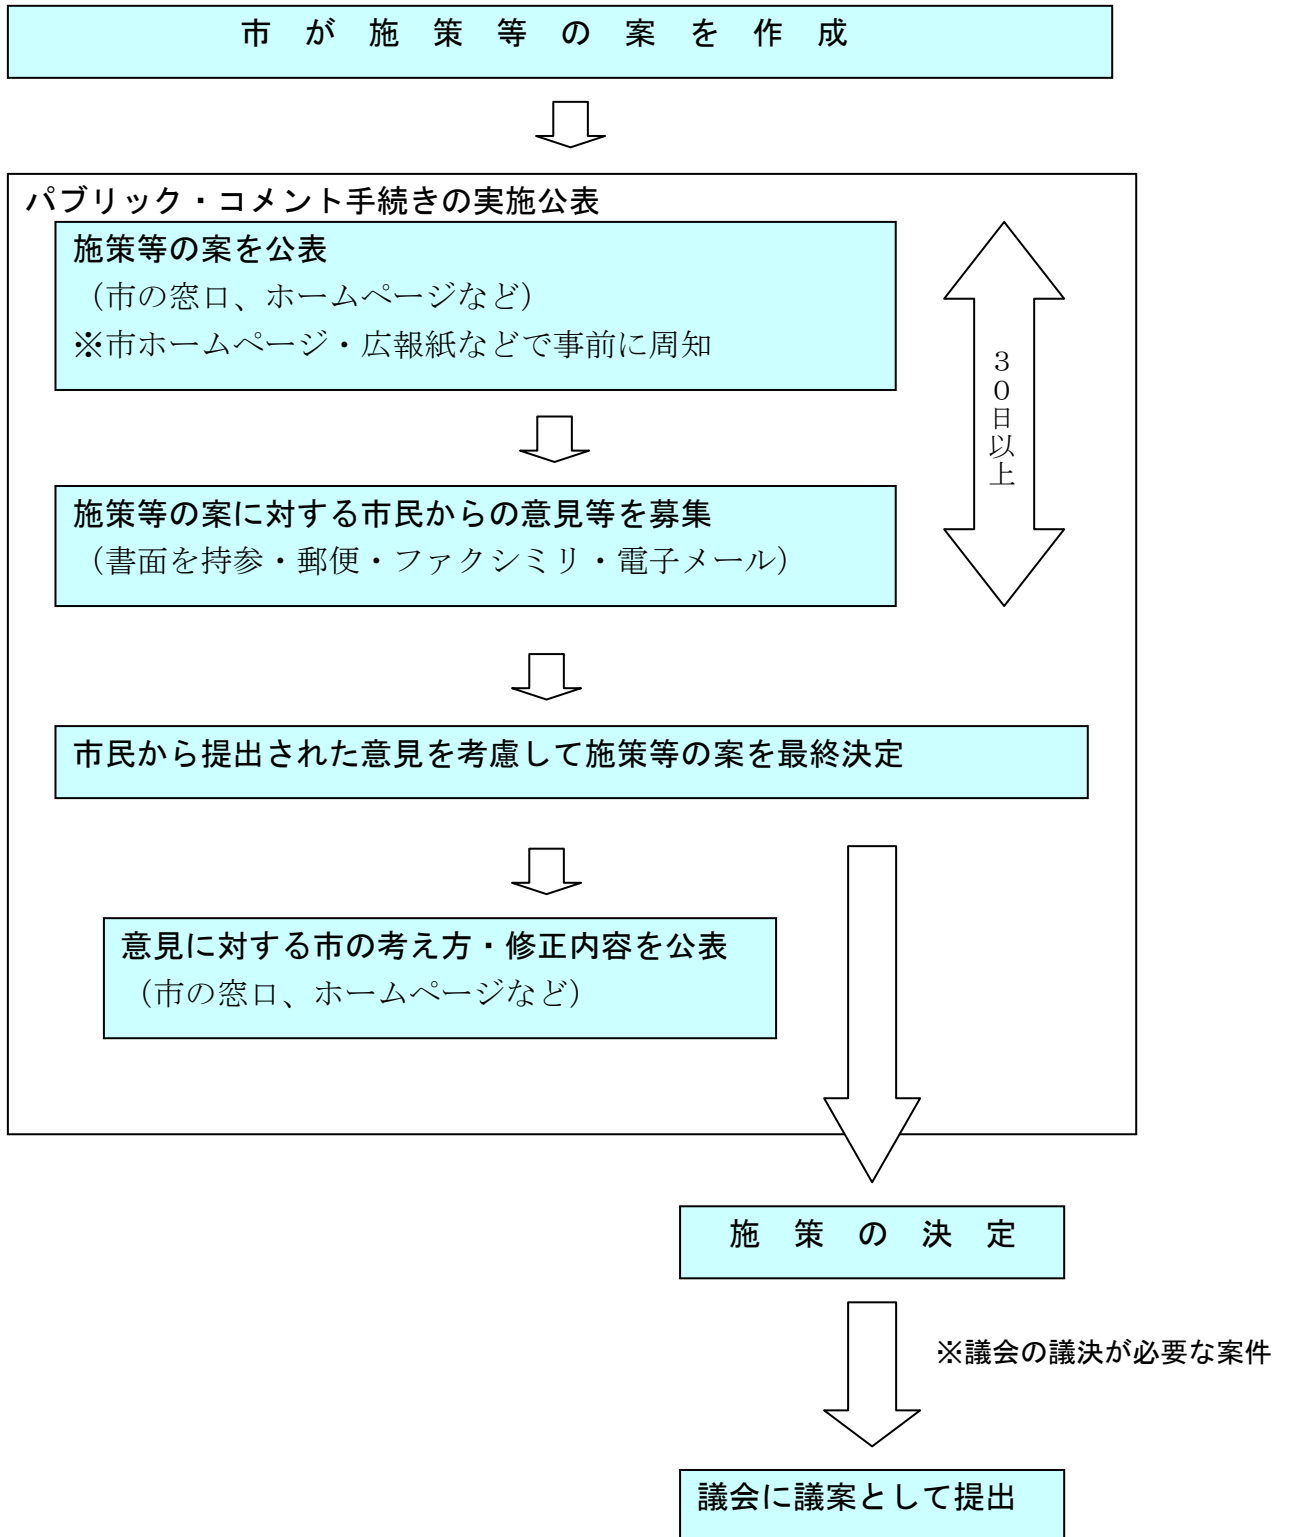 市が施策等の案を作成
パブリック・コメント手続きの実施公表
施策等の案を公表
（市の窓口、ホームページなど）
※市ホームページ・広報紙などで事前に周知
３０日以上
施策等の案に対する市民からの意見等を募集
（書面を持参・郵便・ファクシミリ・電子メール）
市民から提出された意見を考慮して施策等の案を最終決定
意見に対する市の考え方・修正内容を公表
（市の窓口、ホームページなど）
施策の決定
※議会の議決が必要な案件
議会に議案として提出